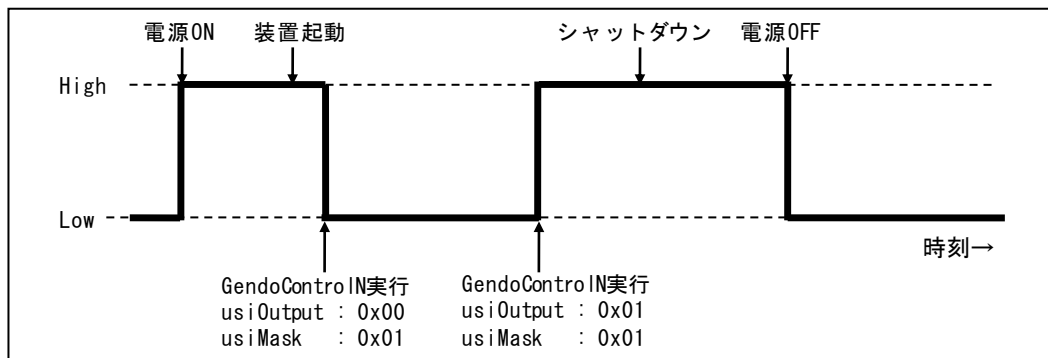 電源ON 装置起動 シャットダウン 電源OFF
High
Low
時刻→
GendoControlN実行
usiOutput : 0x00
usiMask : 0x01
GendoControlN実行
usiOutput : 0x01
usiMask : 0x01